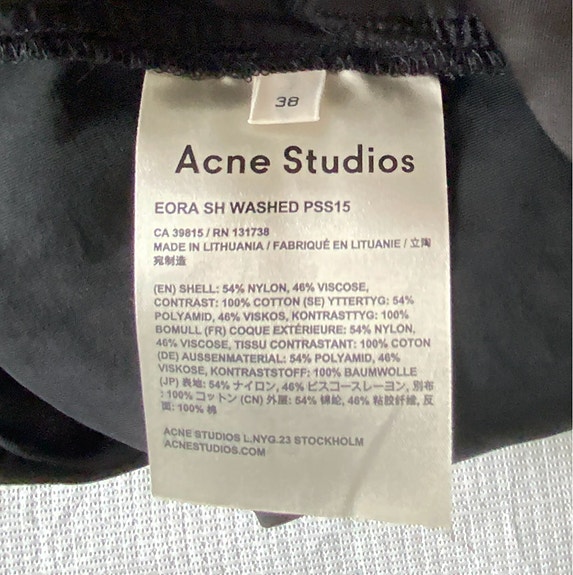 38
Acne Studios
EORA SH WASHED PSS15
CA 39815 / RN 131738
MADE IN LITHUANIA / FABRIQUÉ EN LITUANIE / 立陶
宛制造
(EN) SHELL: 54% NYLON, 46% VISCOSE,
CONTRAST: 100% COTTON (SE) YTTERTYG: 54%
POLYAMID, 46% VISKOS, KONTRASTTYG: 100%
BOMULL (FR) COQUE EXTÉRIEURE: 54% NYLON,
46% VISCOSE, TISSU CONTRASTANT: 100% COTON
(DE) AUSSENMATERIAL: 54% POLYAMID, 46%
VISKOSE, KONTRASTSTOFF: 100% BAUMWOLLE
(JP) 表地: 54% ナイロン, 46% ビスコースレーヨン, 別布
: 100% コットン (CN) 外层: 54% 锦纶, 46% 粘胶纤维, 反
面: 100% 棉
ACNE STUDIOS L.NYG.23 STOCKHOLM
ACNESTUDIOS.COM